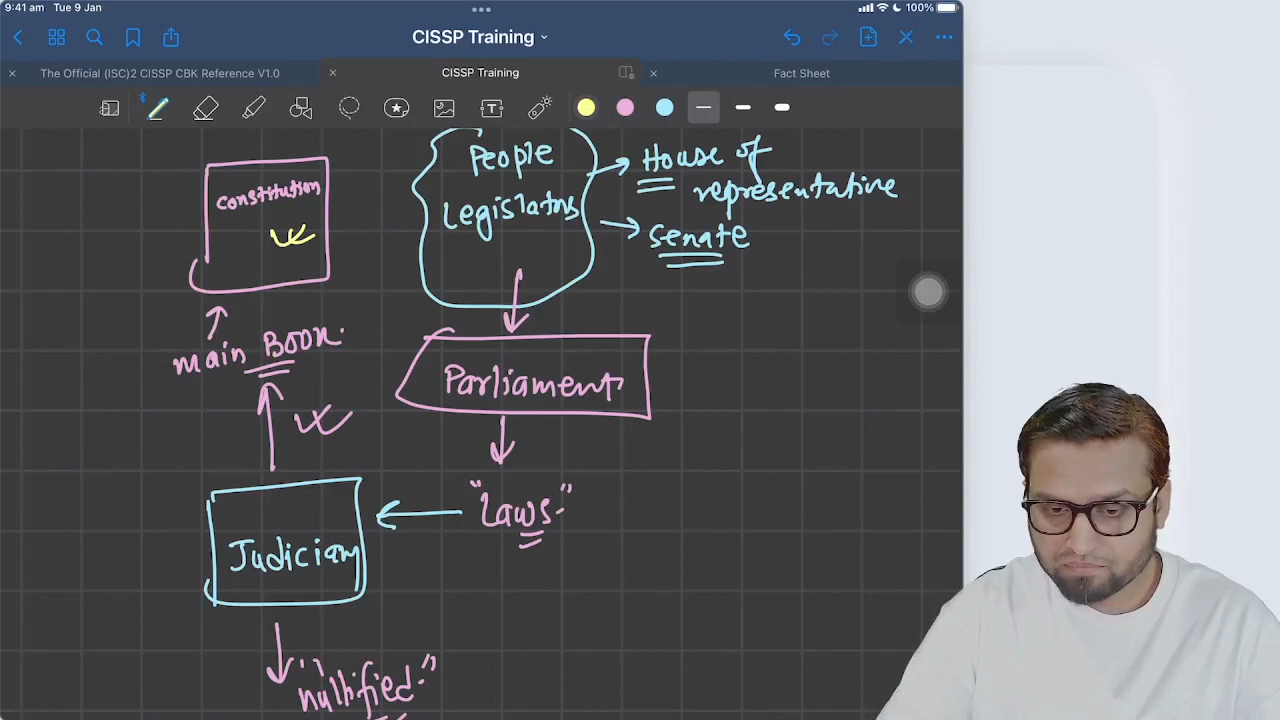 9:41 am Tue 9 Jan
100%
CISSP Training
The Official (ISC)2 CISSP CBK Reference V1.0
CISSP Training
Fact Sheet
People
Legislators
House of
representative
Senate
Constitution
main Book.
Parliament
"Laws"
Judiciary
"nullified"